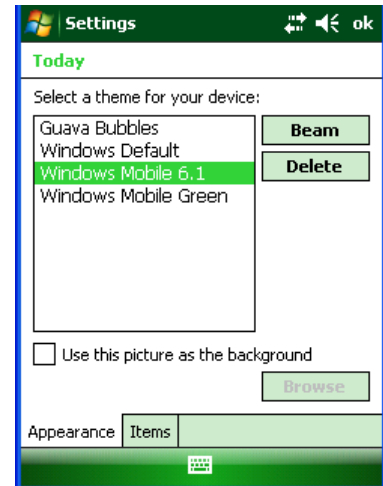 Settings ok
Today
Select a theme for your device:
Guava Bubbles
Windows Default
Windows Mobile 6.1
Windows Mobile Green
Beam
Delete
Use this picture as the background
Browse
Appearance Items